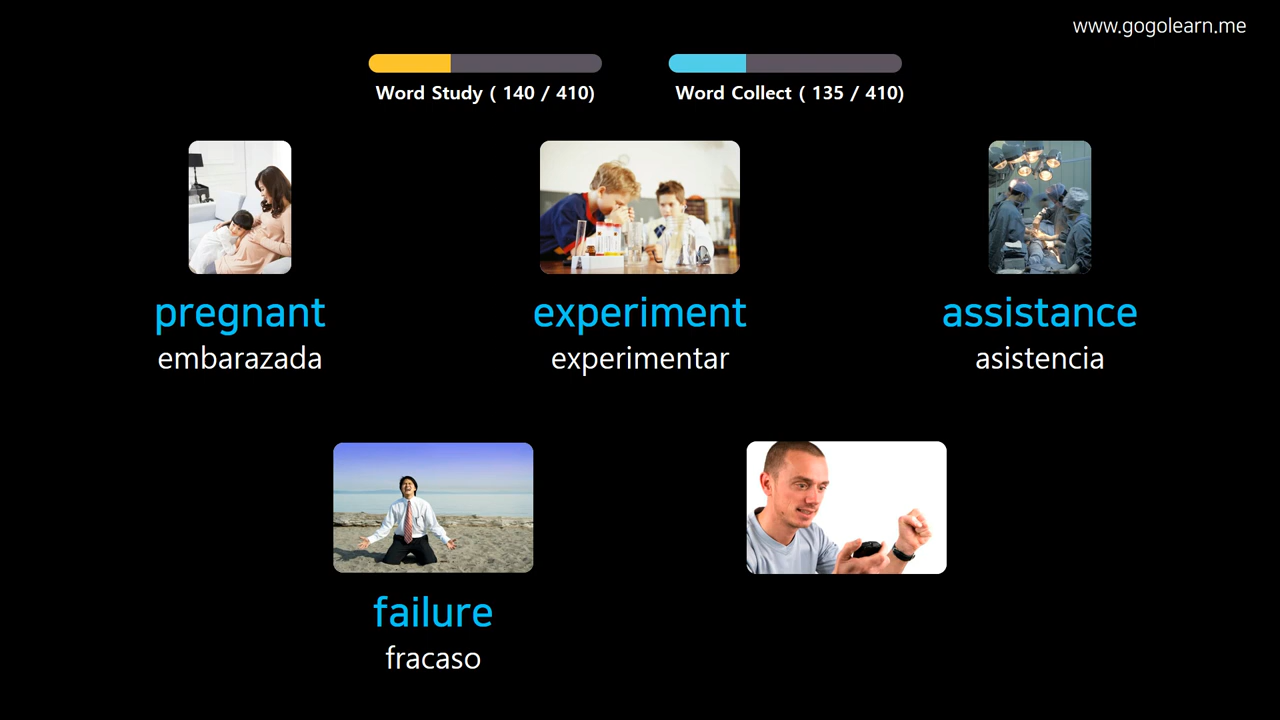 www.gogolearn.me
Word Study ( 140 / 410)
Word Collect ( 135 / 410)
pregnant
embarazada
experiment
experimentar
assistance
asistencia
failure
fracaso